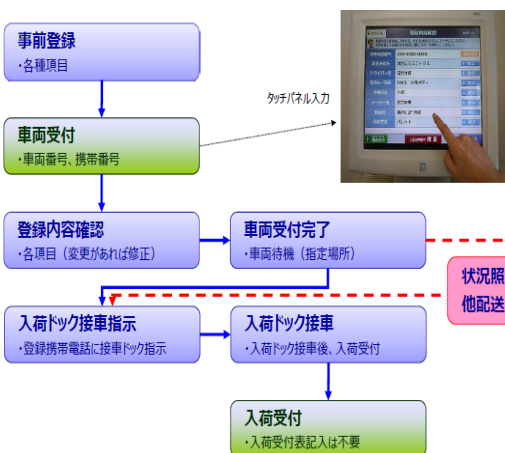 事前登録
・各種項目
タッチパネル入力
車両受付
・車両番号、携帯番号
登録内容確認
・各項目（変更があれば修正）
車両受付完了
・車両待機（指定場所）
状況照
他配送
入荷ドック接車指示
・登録携帯電話に接車ドック指示
入荷ドック接車
・入荷ドック接車後、入荷受付
入荷受付
・入荷受付表記入は不要